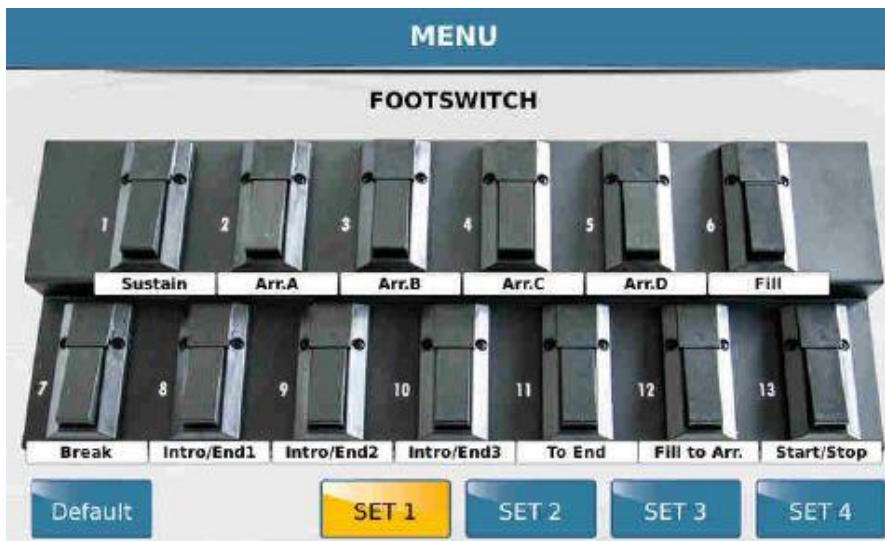 MENU
FOOTSWITCH
1 2 3 4 5 6
Sustain Arr.A Arr.B Arr.C Arr.D Fill
7 8 9 10 11 12 13
Break Intro/End1 Intro/End2 Intro/End3 To End Fill to Arr. Start/Stop
Default SET 1 SET 2 SET 3 SET 4